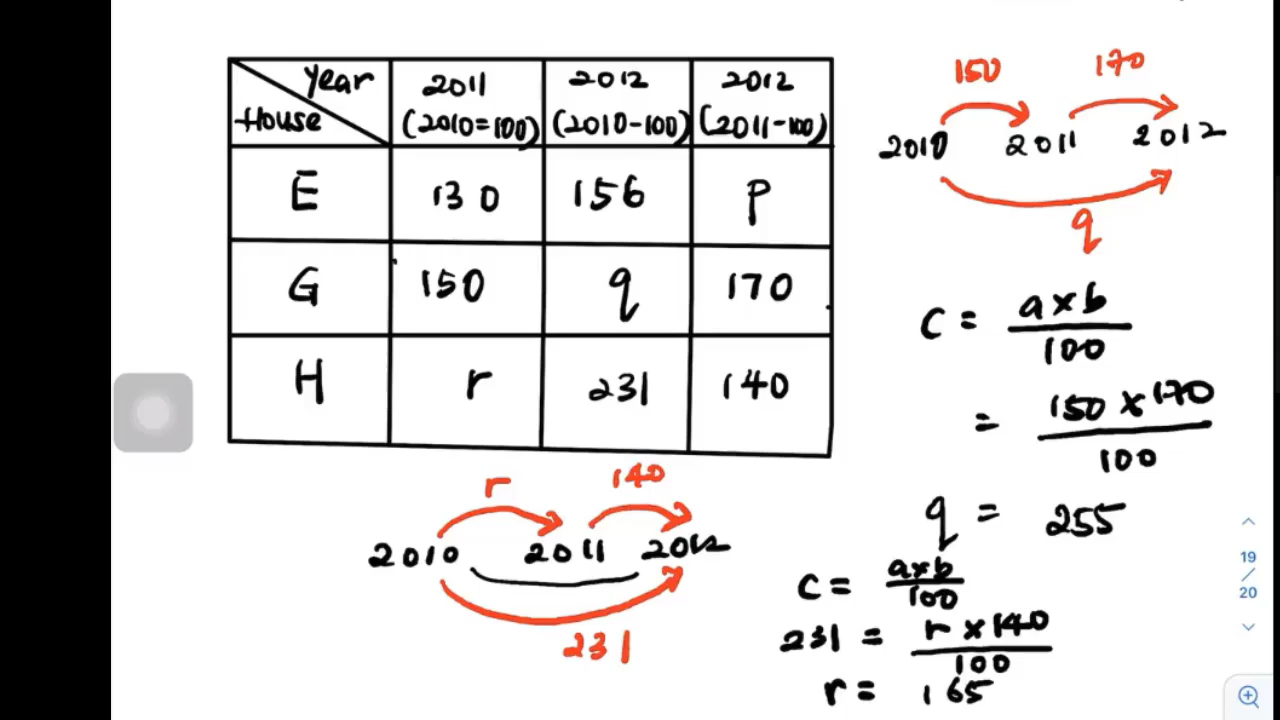 Year 2011 2012 2012
House (2010=100) (2010-100) (2011-100)
E 130 156 P
G 150 q 170
H r 231 140
150 170
2010 2011 2012
q
c = a x b
100
= 150 x 170
100
q = 255
r 140
2010 2011 2012
231
c = axb
100
231 = r x 140
100
r = 165
19
/
20